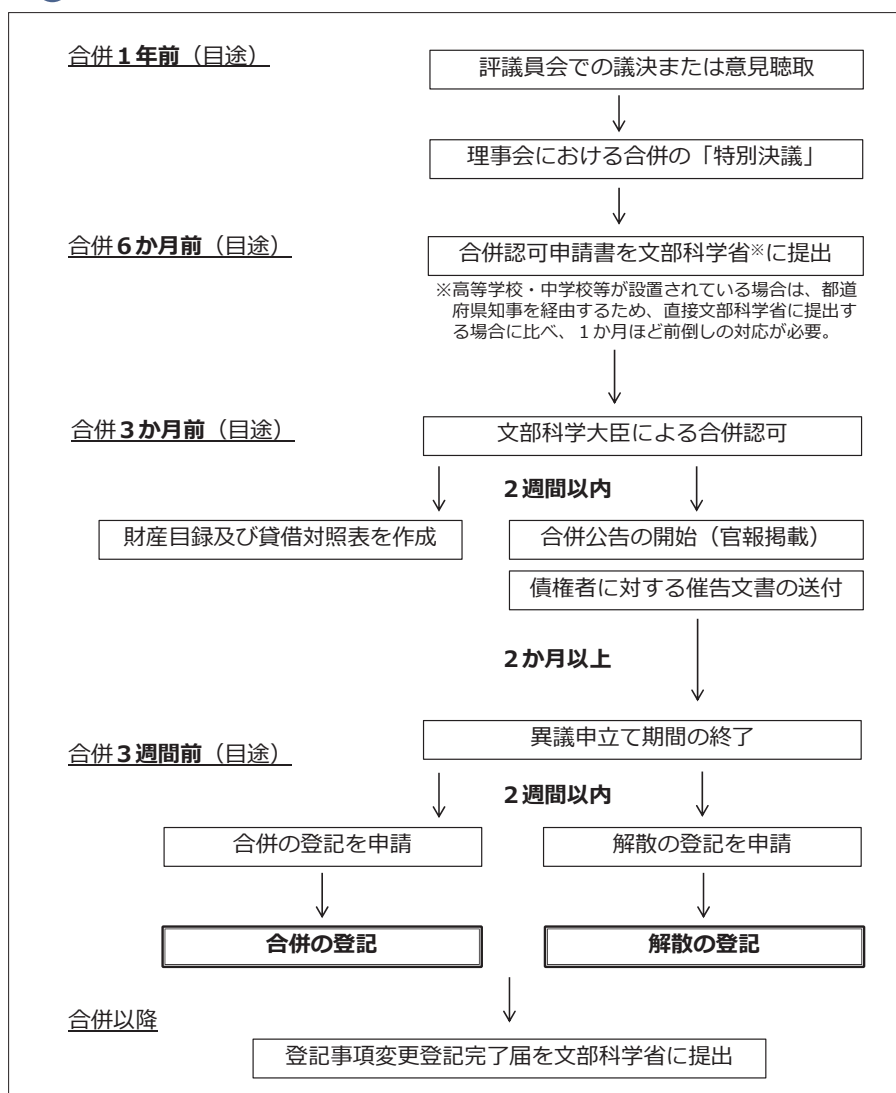 合併１年前（目途）
評議員会での議決または意見聴取
理事会における合併の「特別決議」
合併６か月前（目途）
合併認可申請書を文部科学省※に提出
※高等学校・中学校等が設置されている場合は、都道
府県知事を経由するため、直接文部科学省に提出す
る場合に比べ、１か月ほど前倒しの対応が必要。
合併３か月前（目途）
文部科学大臣による合併認可
２週間以内
財産目録及び貸借対照表を作成
合併公告の開始（官報掲載）
債権者に対する催告文書の送付
２か月以上
合併３週間前（目途）
異議申立て期間の終了
２週間以内
合併の登記を申請
解散の登記を申請
合併の登記
解散の登記
合併以降
登記事項変更登記完了届を文部科学省に提出